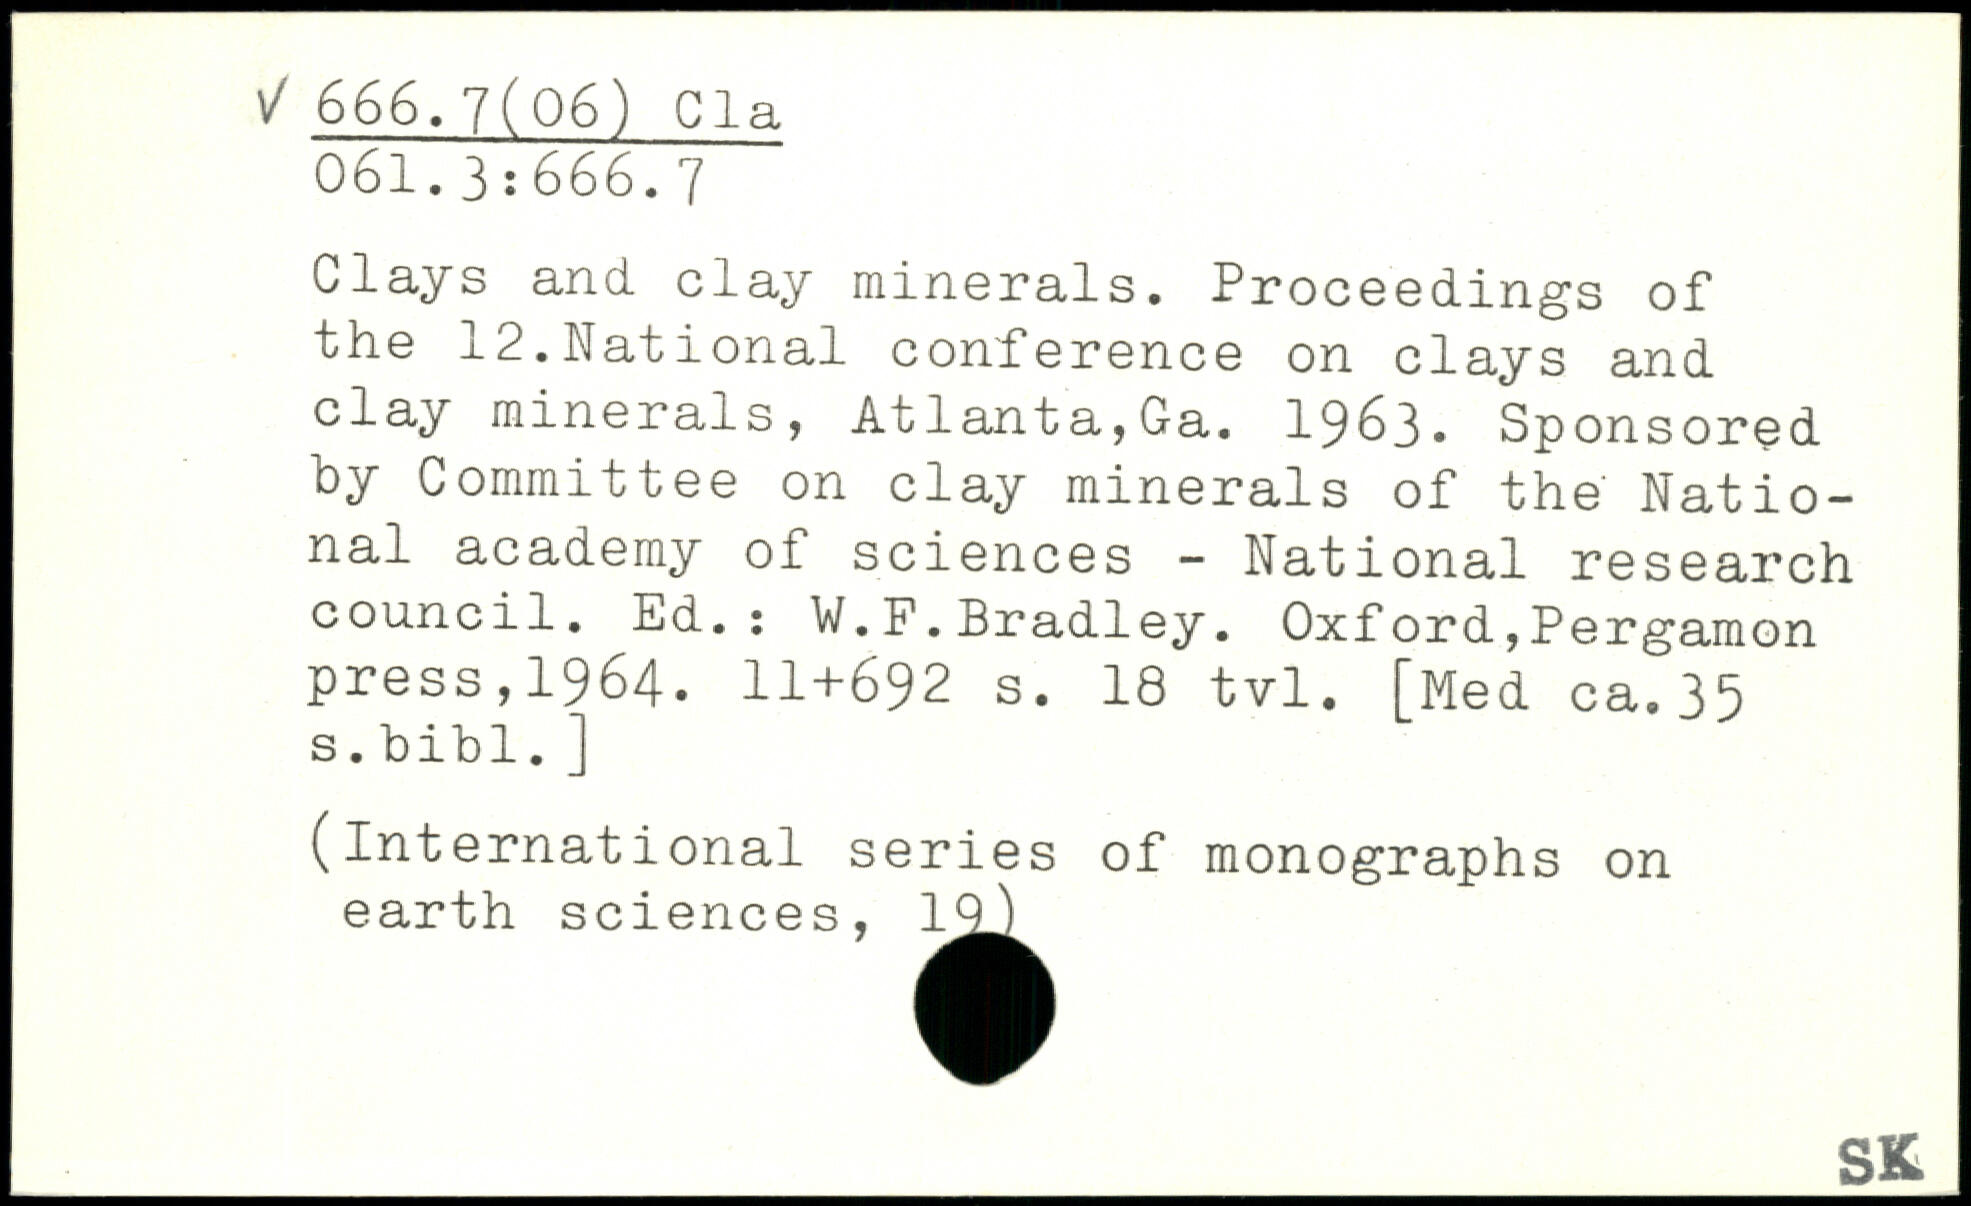 √ 666.7(06) Cla
061.3:666.7
Clays and clay minerals. Proceedings of
the 12.National conference on clays and
clay minerals, Atlanta,Ga. 1963. Sponsored
by Committee on clay minerals of the Natio-
nal academy of sciences - National research
council. Ed.: W.F.Bradley. Oxford,Pergamon
press,1964. 11+692 s. 18 tvl. [Med ca.35
s.bibl.]
(International series of monographs on
earth sciences, 19)
SK